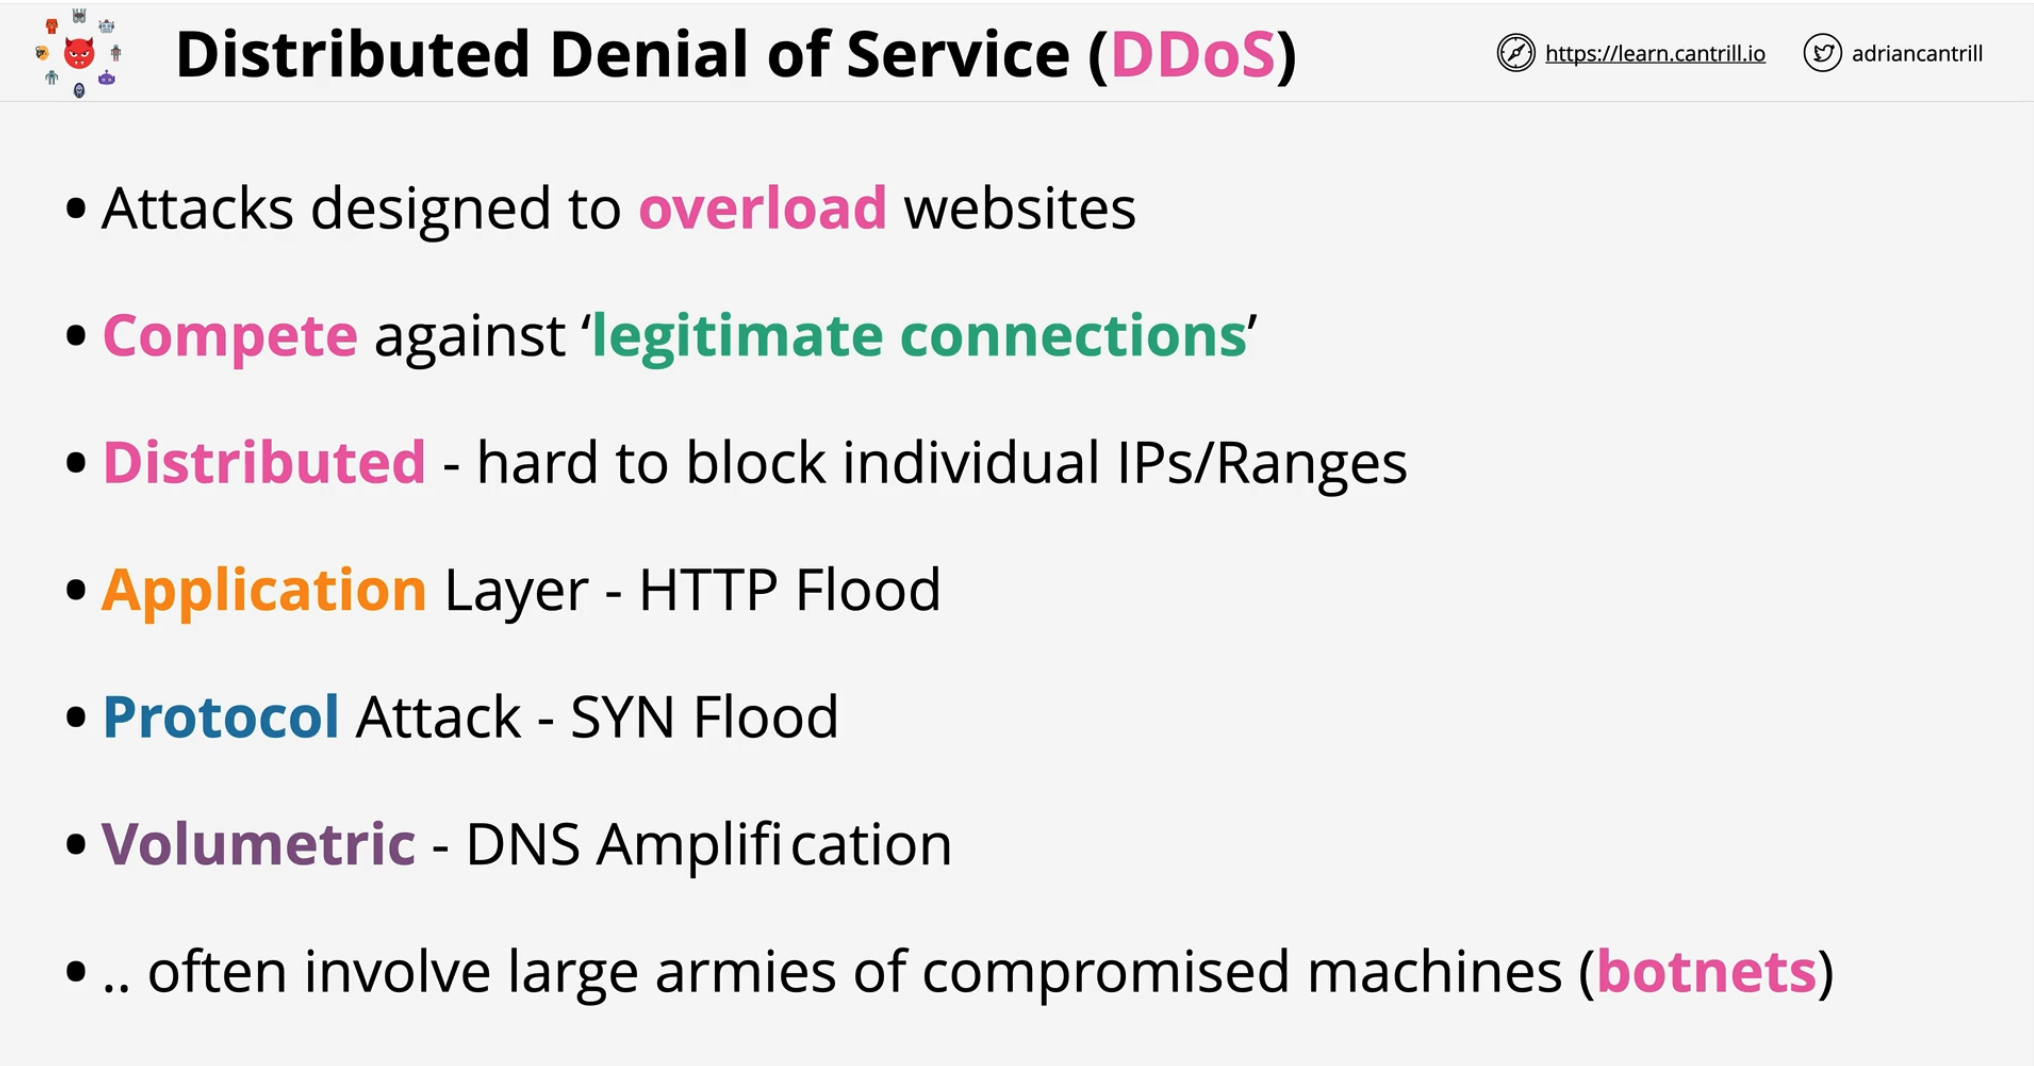 Distributed Denial of Service (DDoS)
https://learn.cantrill.io
adriancantrill
• Attacks designed to overload websites
• Compete against ‘legitimate connections’
• Distributed - hard to block individual IPs/Ranges
• Application Layer - HTTP Flood
• Protocol Attack - SYN Flood
• Volumetric - DNS Amplification
• .. often involve large armies of compromised machines (botnets)